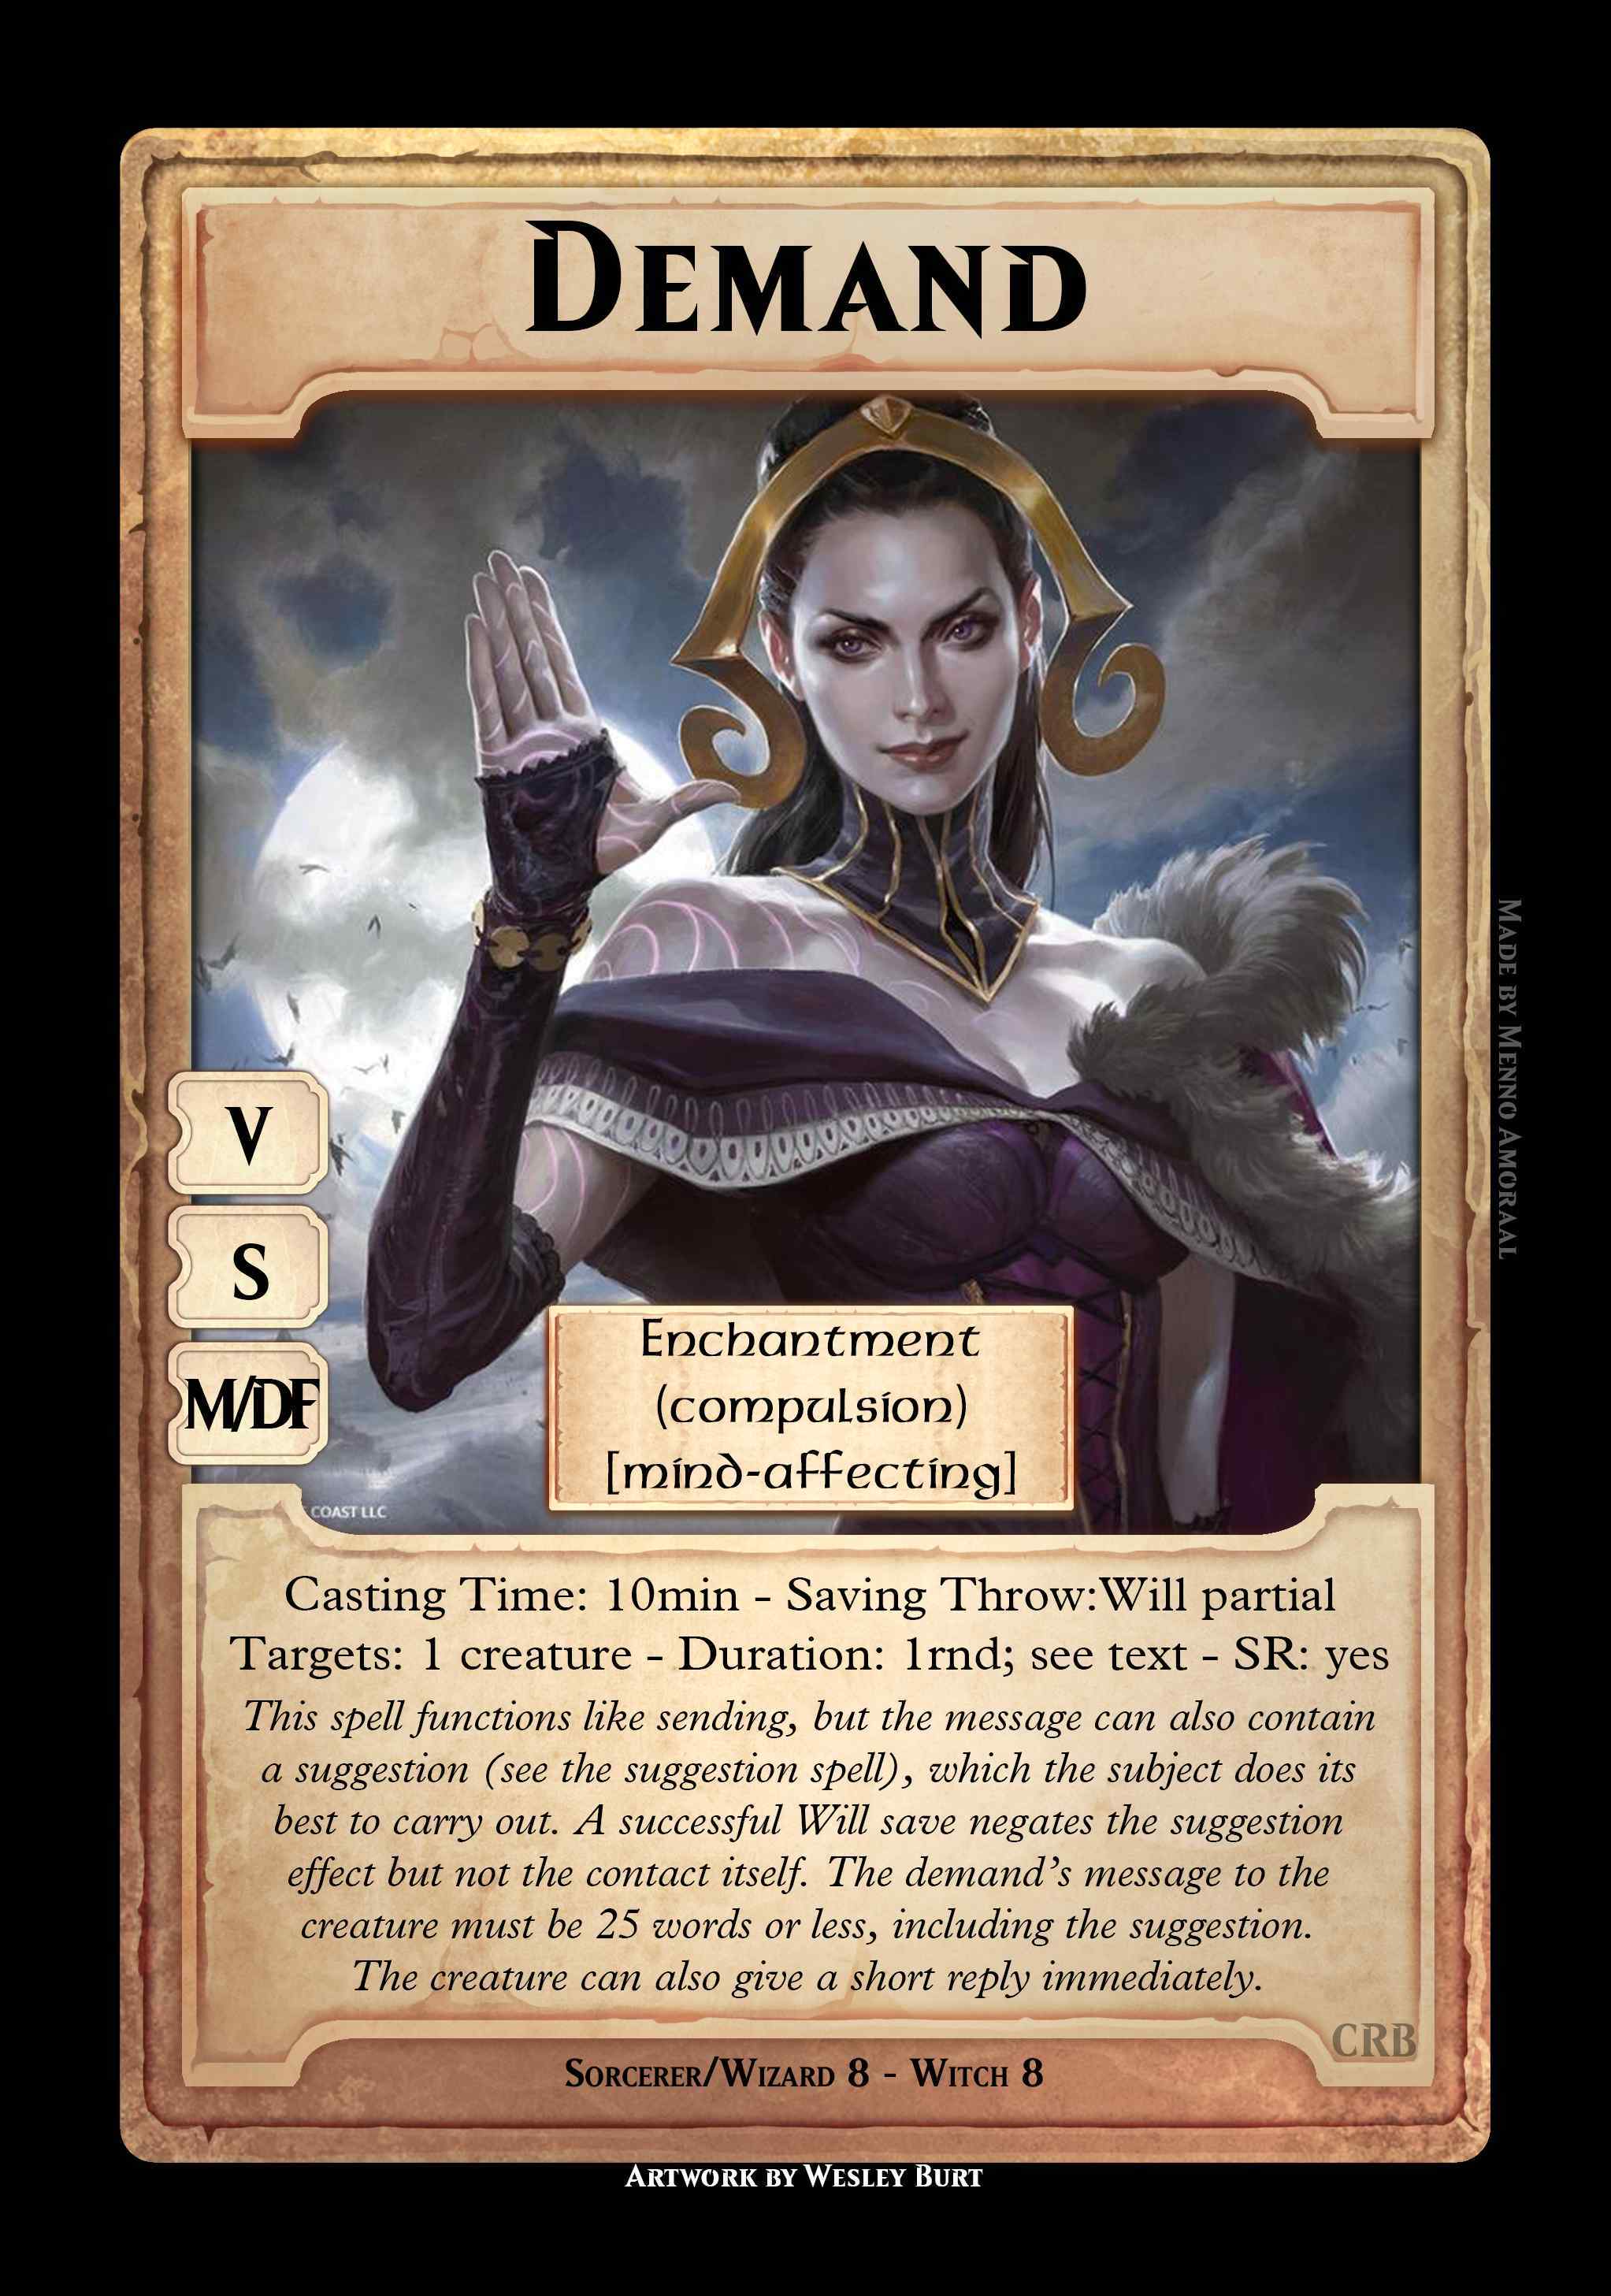 Demand
V
S
M/DF
Enchantment
(compulsion)
[mind-affecting]
COAST LLC
Casting Time: 10min - Saving Throw:Will partial
Targets: 1 creature - Duration: 1rnd; see text - SR: yes
This spell functions like sending, but the message can also contain
a suggestion (see the suggestion spell), which the subject does its
best to carry out. A successful Will save negates the suggestion
effect but not the contact itself. The demand’s message to the
creature must be 25 words or less, including the suggestion.
The creature can also give a short reply immediately.
CRB
Sorcerer/Wizard 8 - Witch 8
Artwork by Wesley Burt
Made by Menno Amoraal